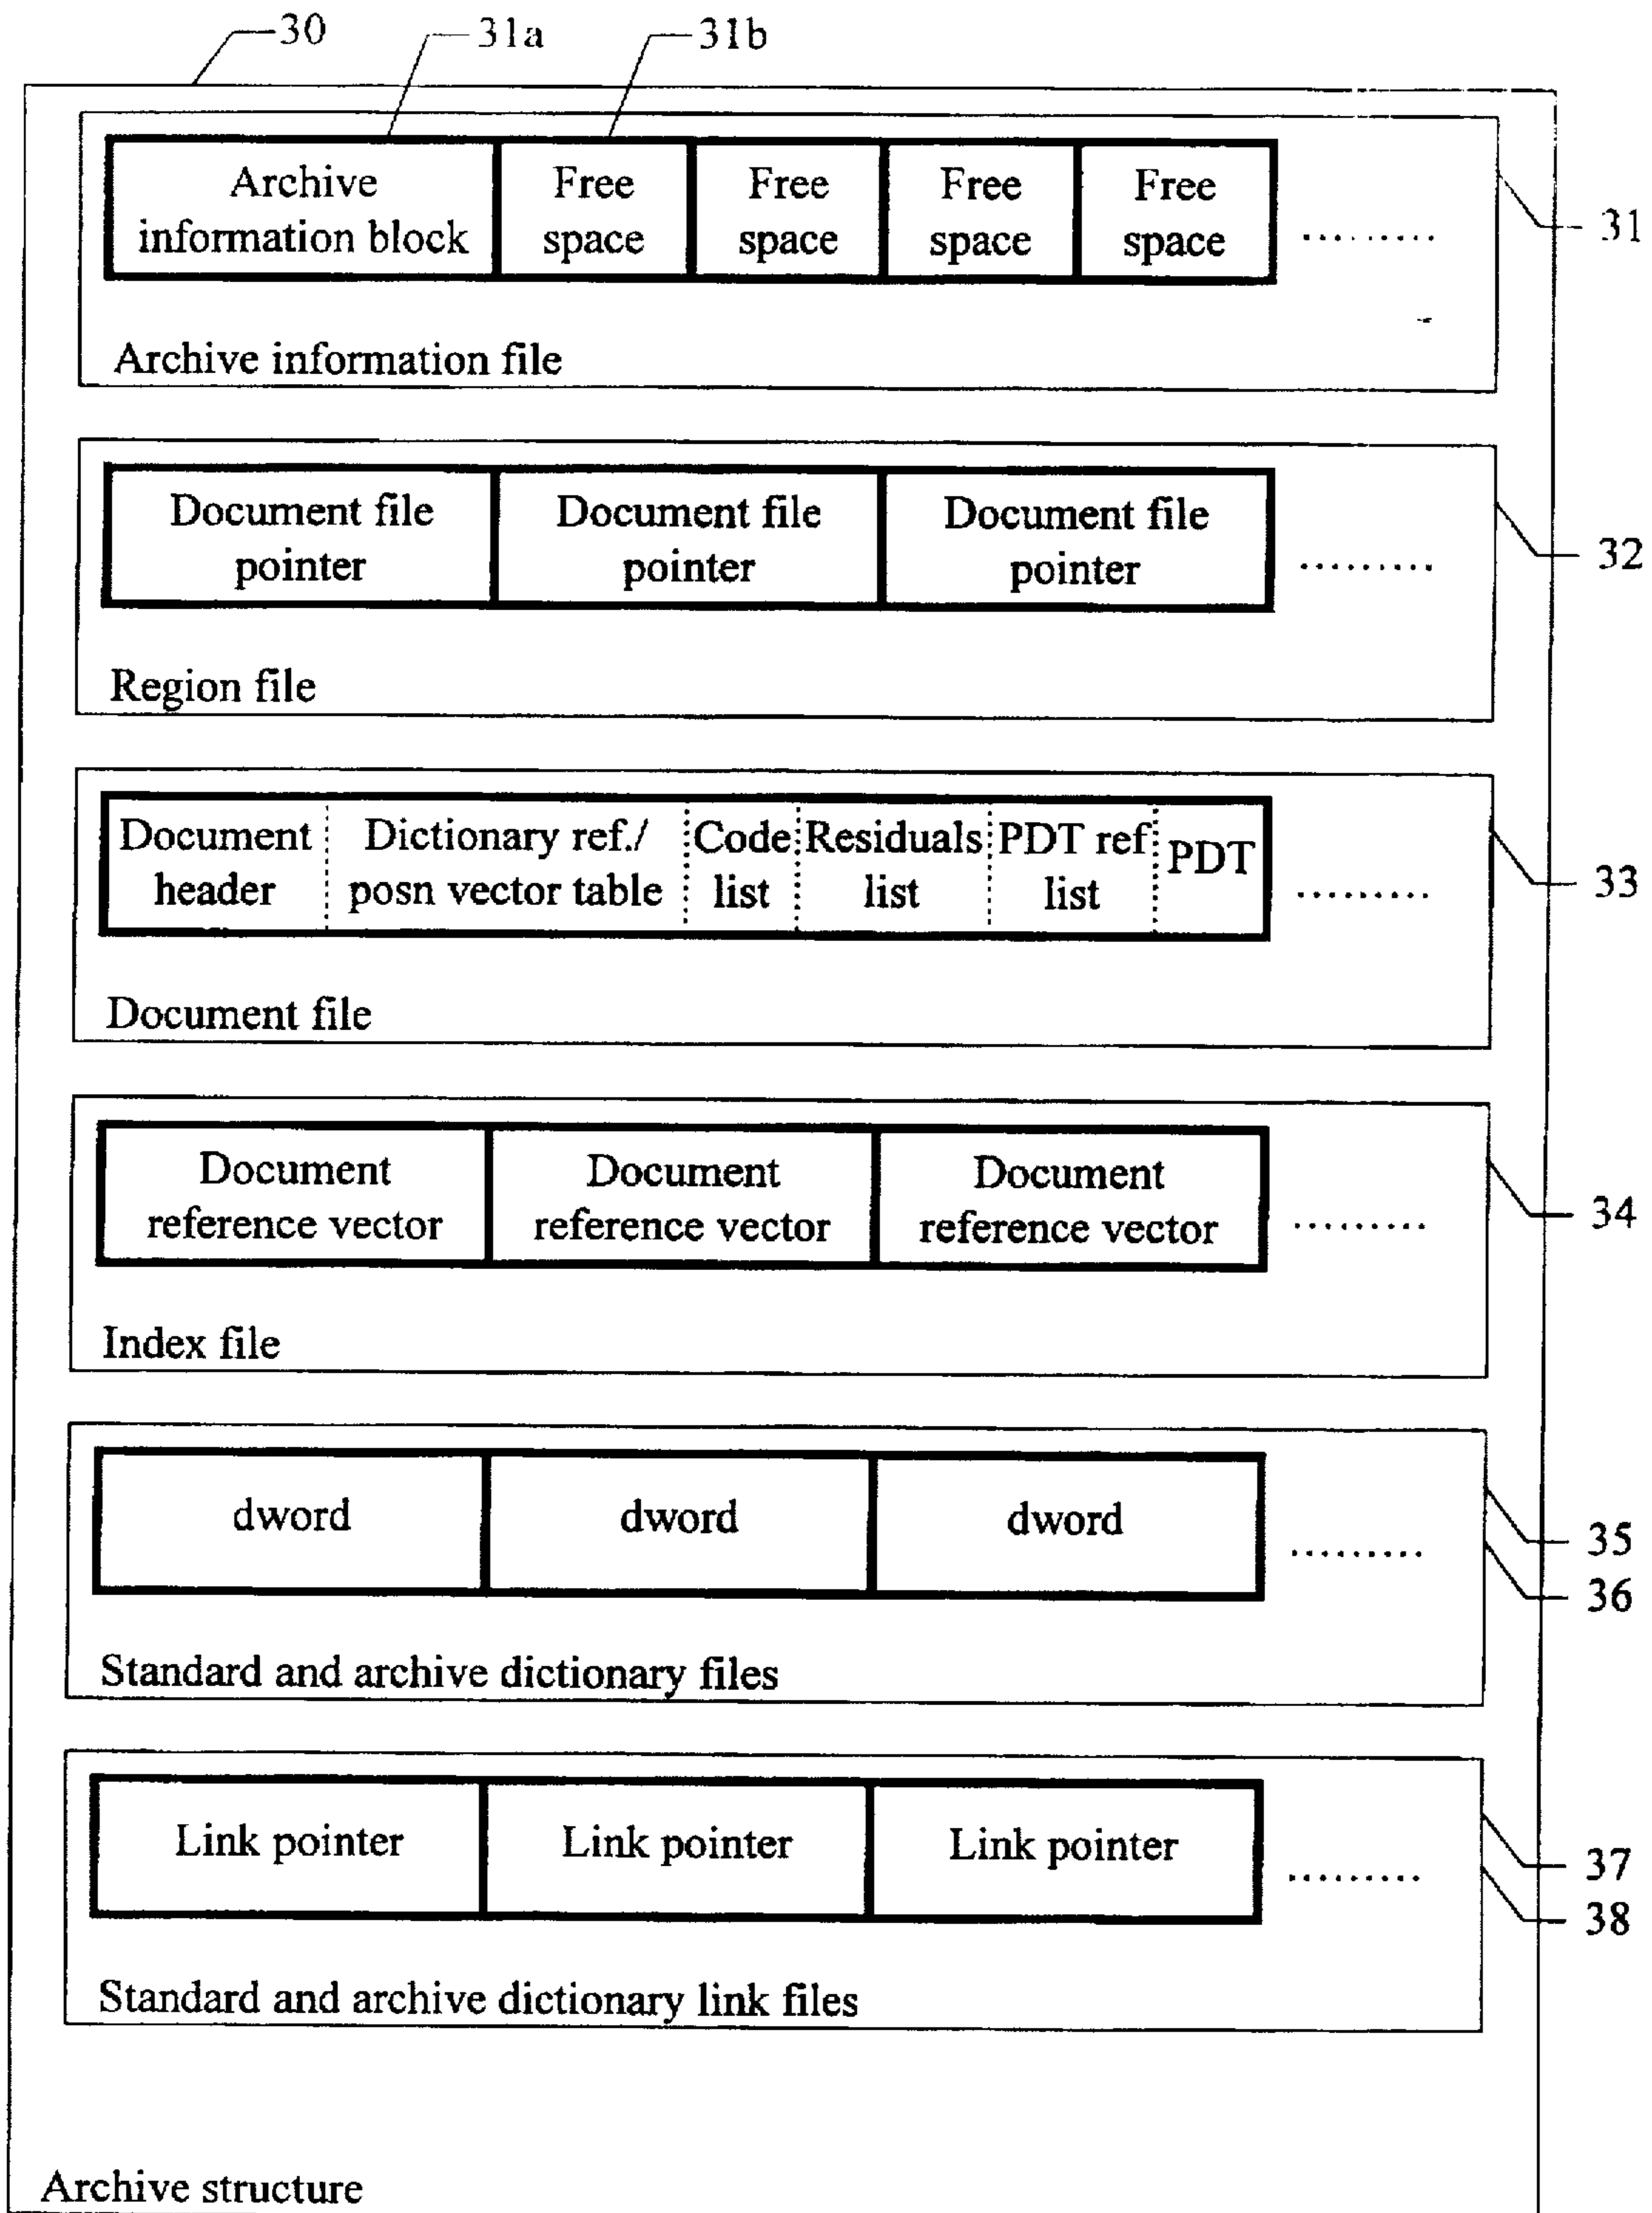 30
31a
31b
Archive
information block
Free
space
Free
space
Free
space
Free
space
.........
31
Archive information file
Document file
pointer
Document file
pointer
Document file
pointer
.........
32
Region file
Document
header
Dictionary ref./
posn vector table
Code
list
Residuals
list
PDT ref
list
PDT
.........
33
Document file
Document
reference vector
Document
reference vector
Document
reference vector
.........
34
Index file
dword
dword
dword
.........
35
36
Standard and archive dictionary files
Link pointer
Link pointer
Link pointer
.........
37
38
Standard and archive dictionary link files
Archive structure